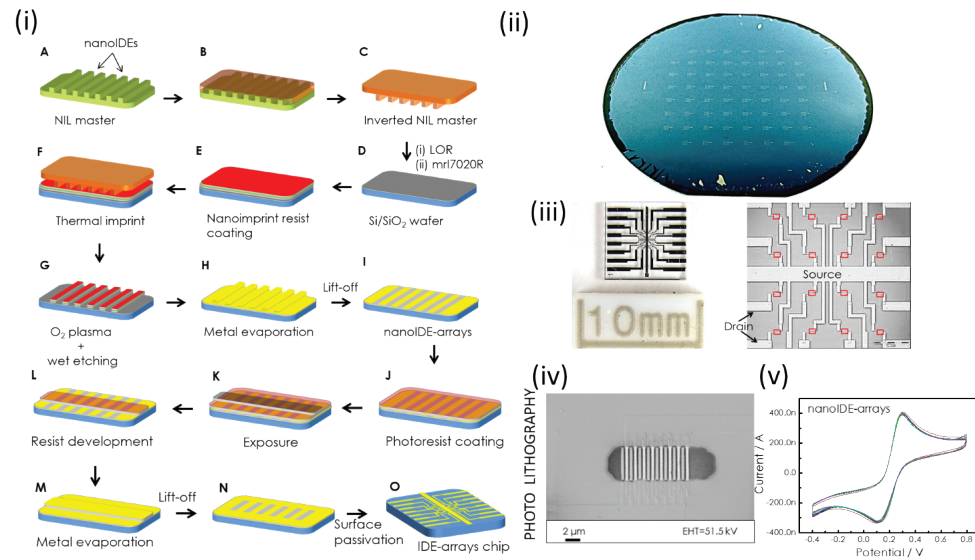 (i)
nanoIDEs
A
B
C
NIL master
Inverted NIL master
(i) LOR
(ii) mrI7020R
F
E
D
Thermal imprint
Nanoimprint resist
coating
Si/SiO2 wafer
G
H
I
Lift-off
O2 plasma
+
wet etching
Metal evaporation
nanoIDE-arrays
L
K
J
Resist development
Exposure
Photoresist coating
M
N
O
Lift-off
Metal evaporation
Surface
passivation
IDE-arrays chip
(ii)
(iii)
10mm
Source
Drain
(iv)
PHOTO LITHOGRAPHY
2 µm
EHT=51.5 kV
(v)
nanoIDE-arrays
400.0n
200.0n
0.0
-200.0n
-400.0n
Current / A
-0.4
-0.2
0.0
0.2
0.4
0.6
0.8
Potential / V